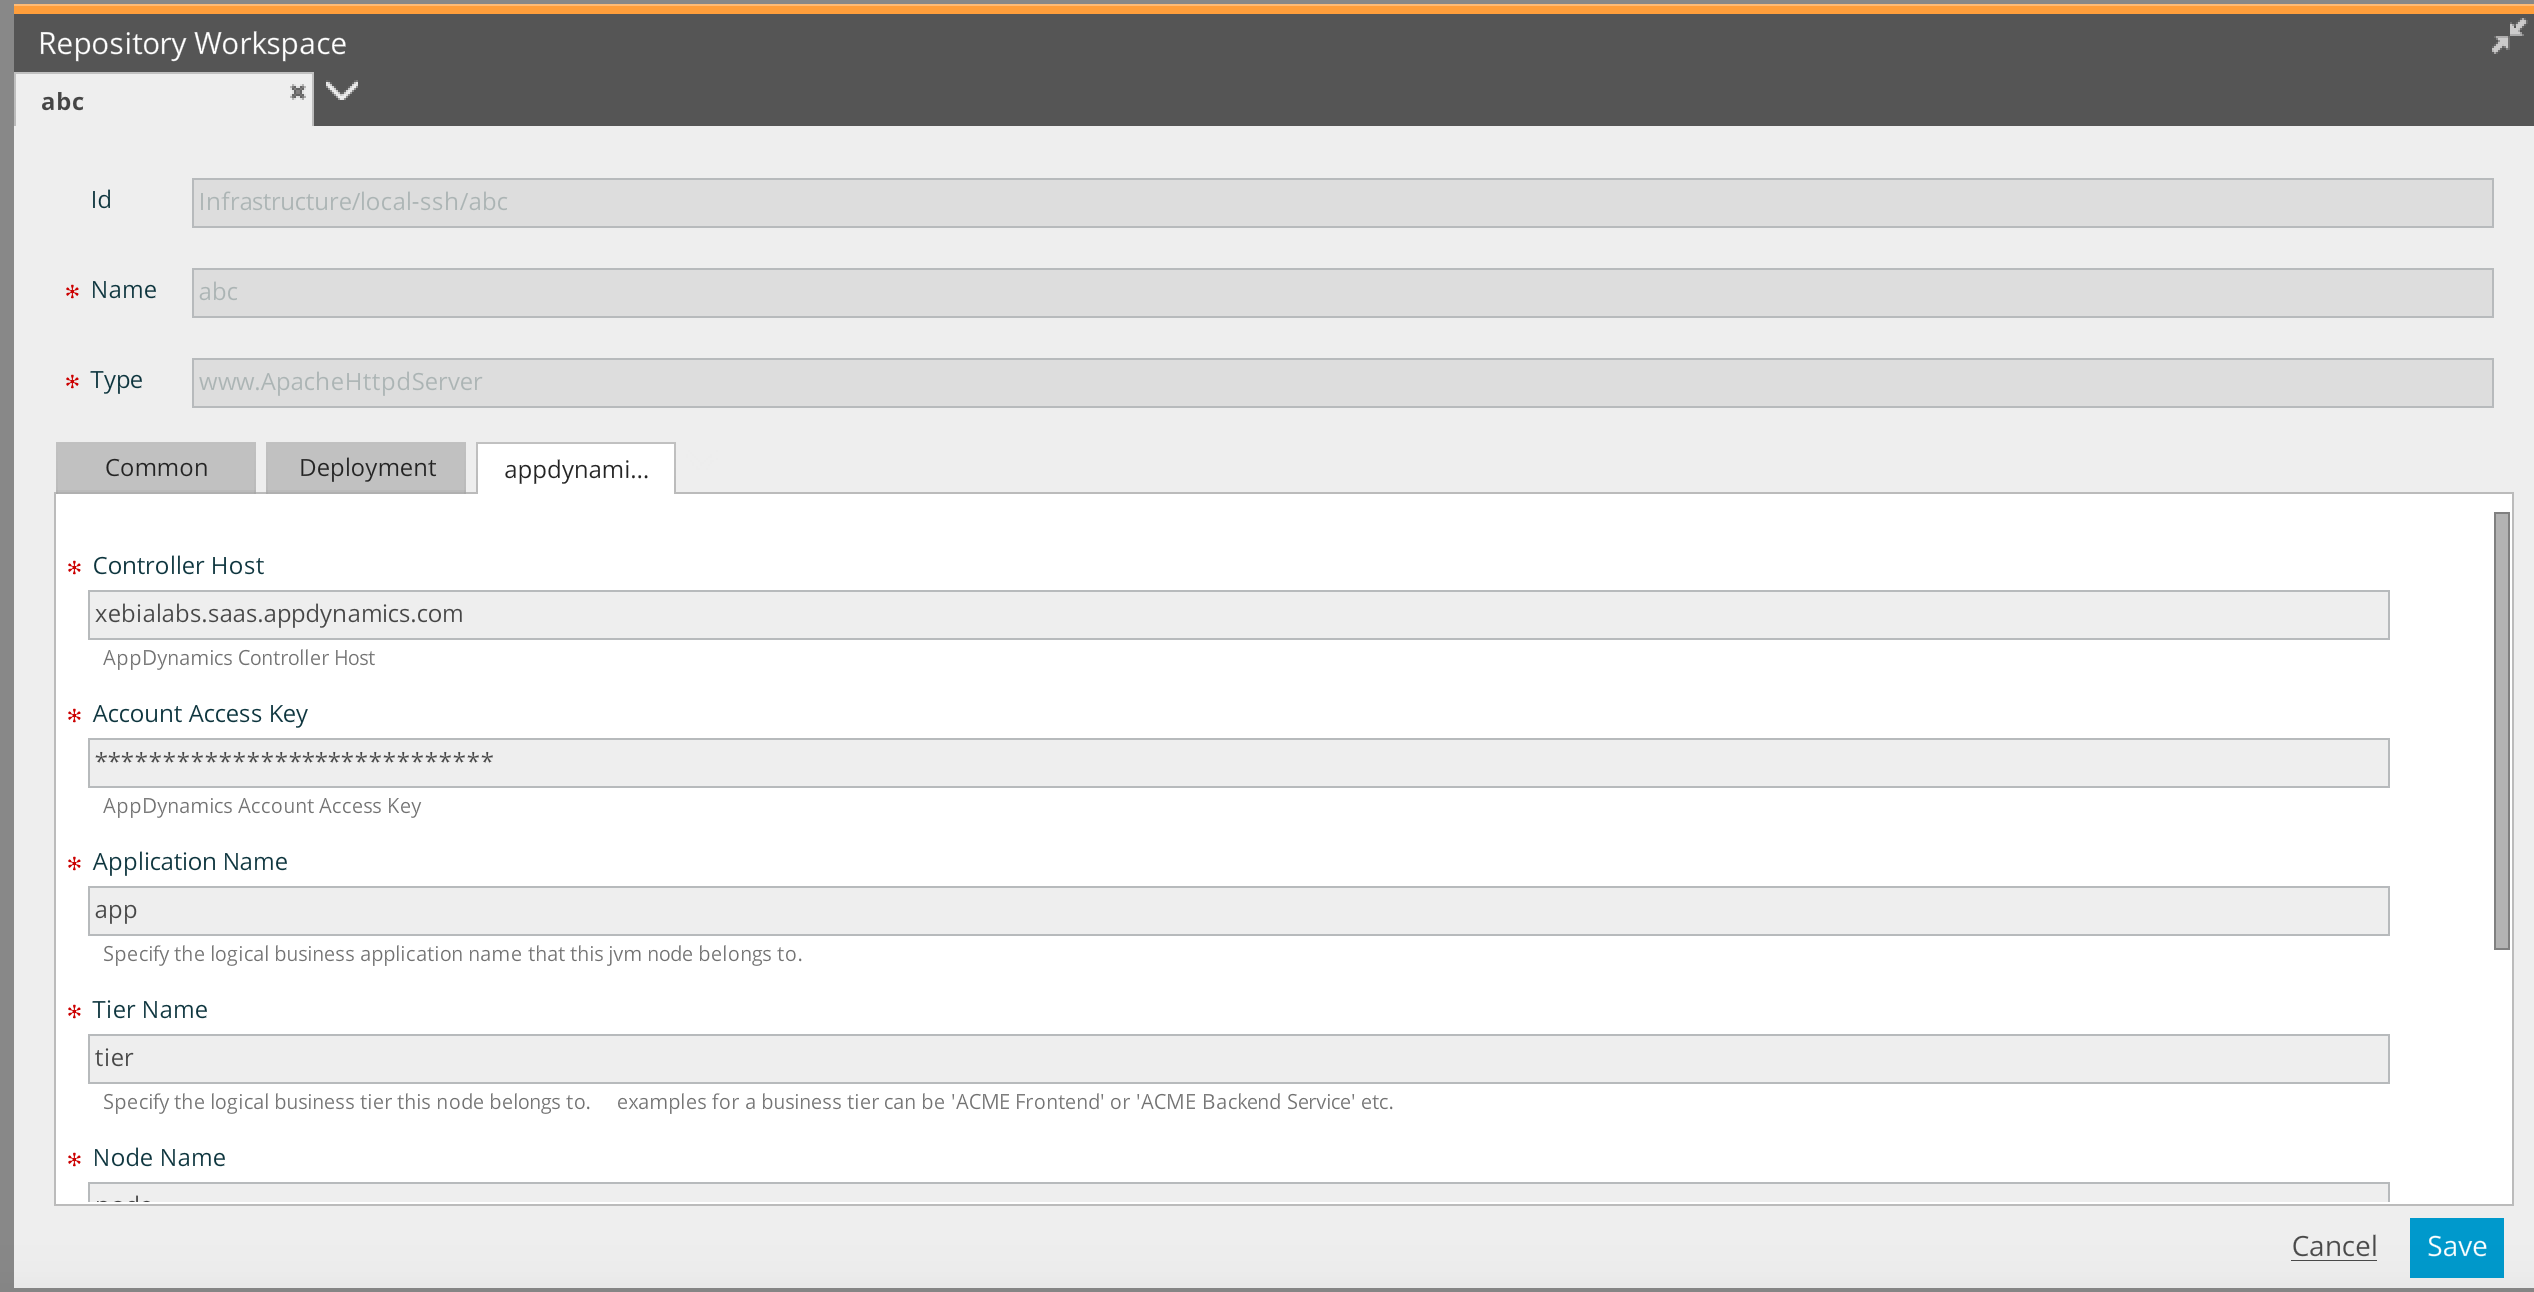 Repository Workspace
abc
Id
Infrastructure/local-ssh/abc
* Name
abc
* Type
www.ApacheHttpdServer
Common Deployment appdynami...
* Controller Host
xebialabs.saas.appdynamics.com
AppDynamics Controller Host
* Account Access Key
*****************************
AppDynamics Account Access Key
* Application Name
app
Specify the logical business application name that this jvm node belongs to.
* Tier Name
tier
Specify the logical business tier this node belongs to. examples for a business tier can be 'ACME Frontend' or 'ACME Backend Service' etc.
* Node Name
Cancel Save